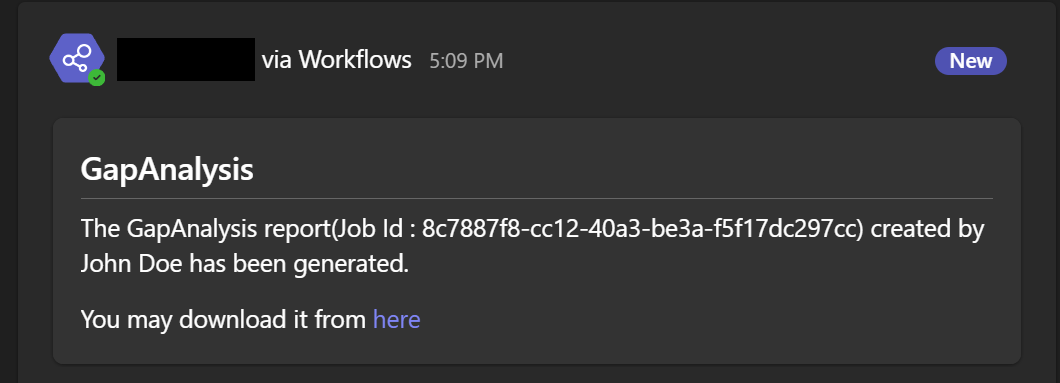 via Workflows 5:09 PM New
GapAnalysis
The GapAnalysis report(Job Id : 8c7887f8-cc12-40a3-be3a-f5f17dc297cc) created by
John Doe has been generated.
You may download it from here